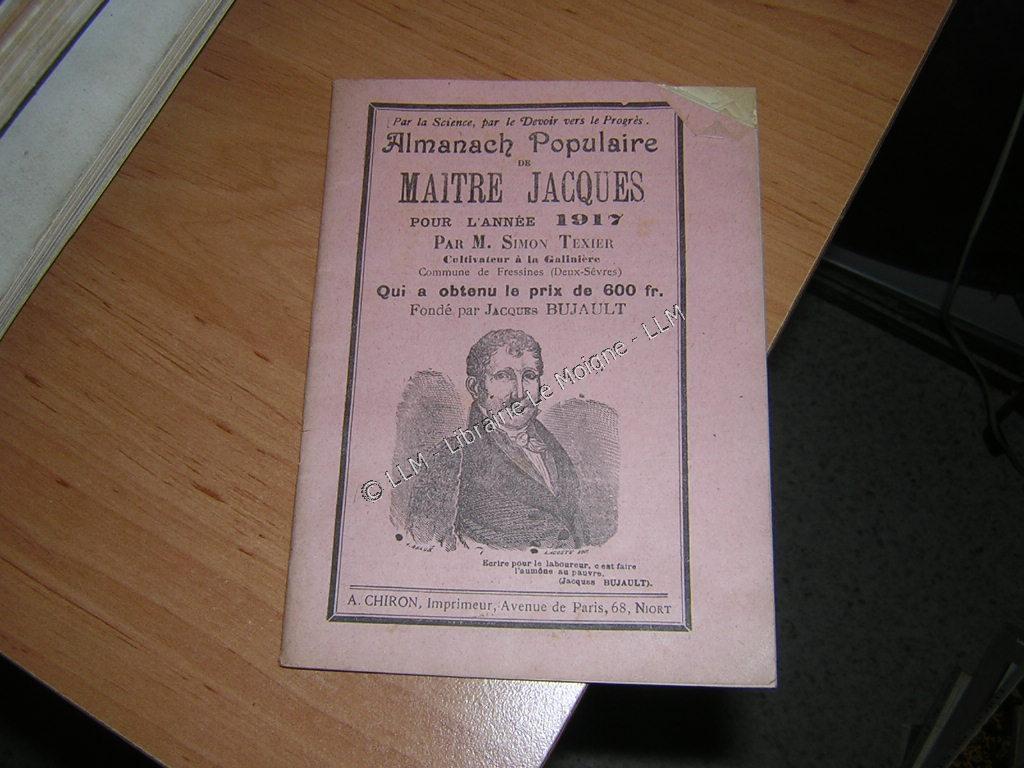 Par la Science, par le Devoir vers le Progrès.
Almanach Populaire
DE
MAITRE JACQUES
POUR L'ANNÉE 1917
PAR M. SIMON TEXIER
Cultivateur à la Galinière
Commune de Fressines (Deux-Sèvres)
Qui a obtenu le prix de 600 fr.
Fondé par JACQUES BUJAULT
© LLM - Librairie Le Moigne - LLM
LACOSTE
Ecrire pour le laboureur, c'est faire
l'aumône au pauvre.
(Jacques BUJAULT).
A. CHIRON, Imprimeur, Avenue de Paris, 68, NIORT